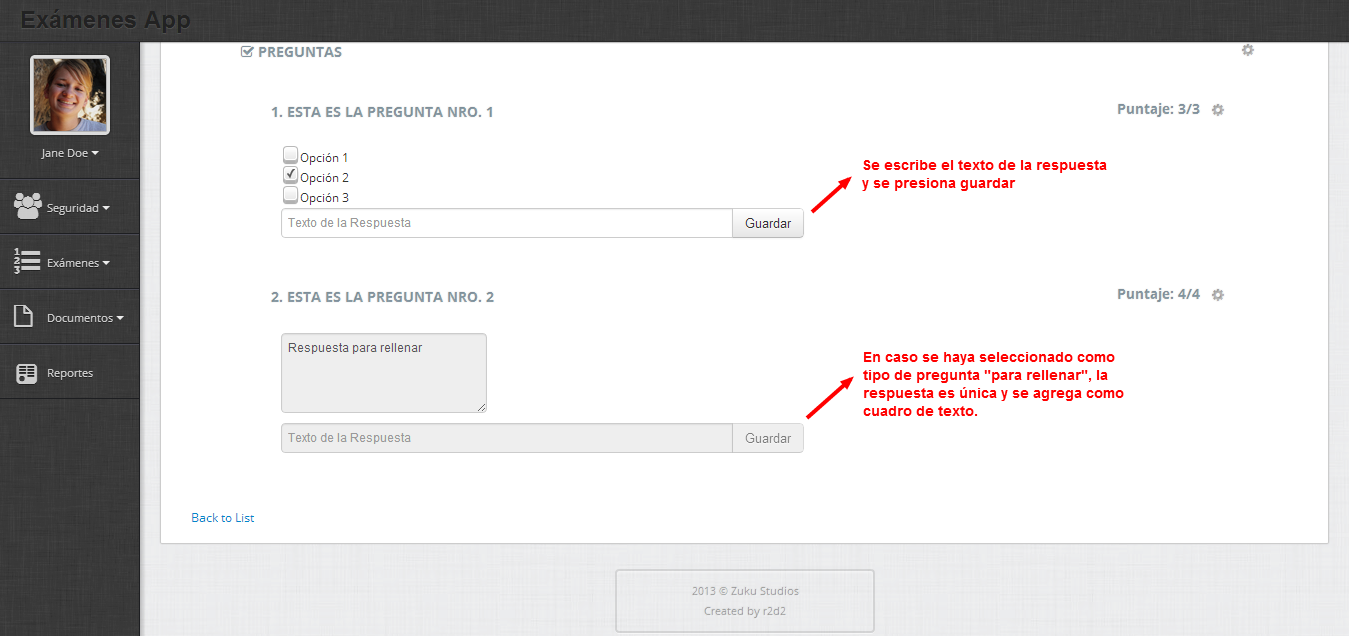 Exámenes App
Jane Doe
Seguridad
Exámenes
Documentos
Reportes
PREGUNTAS
1. ESTA ES LA PREGUNTA NRO. 1
Puntaje: 3/3
Opción 1
Opción 2
Opción 3
Texto de la Respuesta
Guardar
Se escribe el texto de la respuesta
y se presiona guardar
2. ESTA ES LA PREGUNTA NRO. 2
Puntaje: 4/4
Respuesta para rellenar
Texto de la Respuesta
Guardar
En caso se haya seleccionado como
tipo de pregunta "para rellenar", la
respuesta es única y se agrega como
cuadro de texto.
Back to List
2013 © Zuku Studios
Created by r2d2